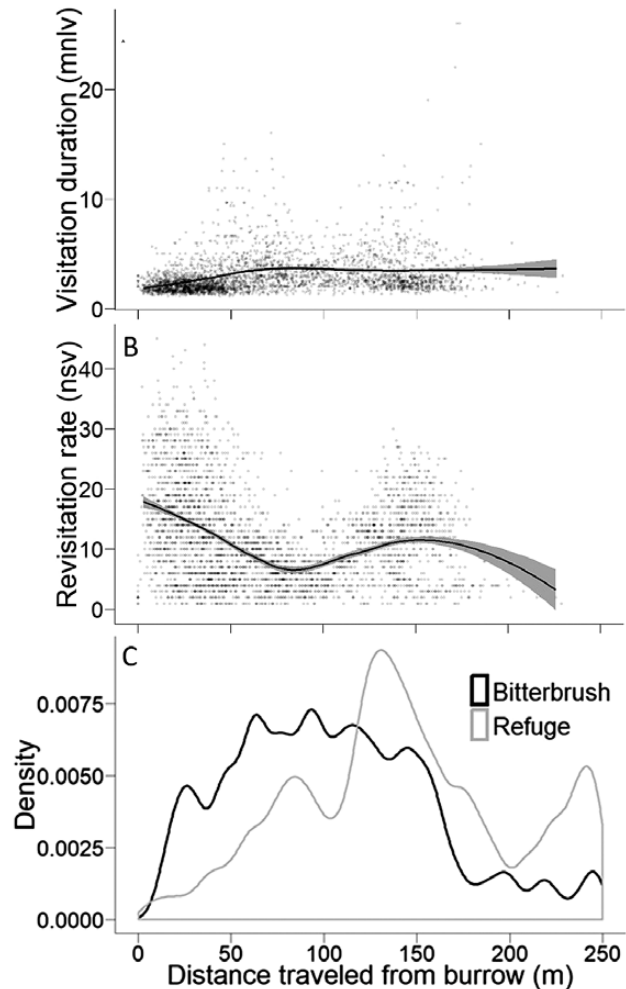 Visitation duration (mnlv)
20
10
0
B
Revisitation rate (nsv)
40
30
20
10
0
C
Bitterbrush
Refuge
Density
0.0075
0.0050
0.0025
0.0000
0 50 100 150 200 250
Distance traveled from burrow (m)